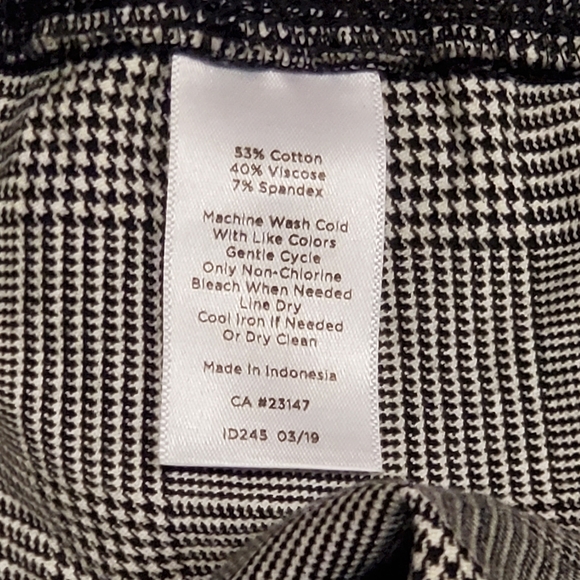 53% Cotton
40% Viscose
7% Spandex
Machine Wash Cold
With Like Colors
Gentle Cycle
Only Non-Chlorine
Bleach When Needed
Line Dry
Cool Iron If Needed
Or Dry Clean
Made In Indonesia
CA #23147
ID245 03/19